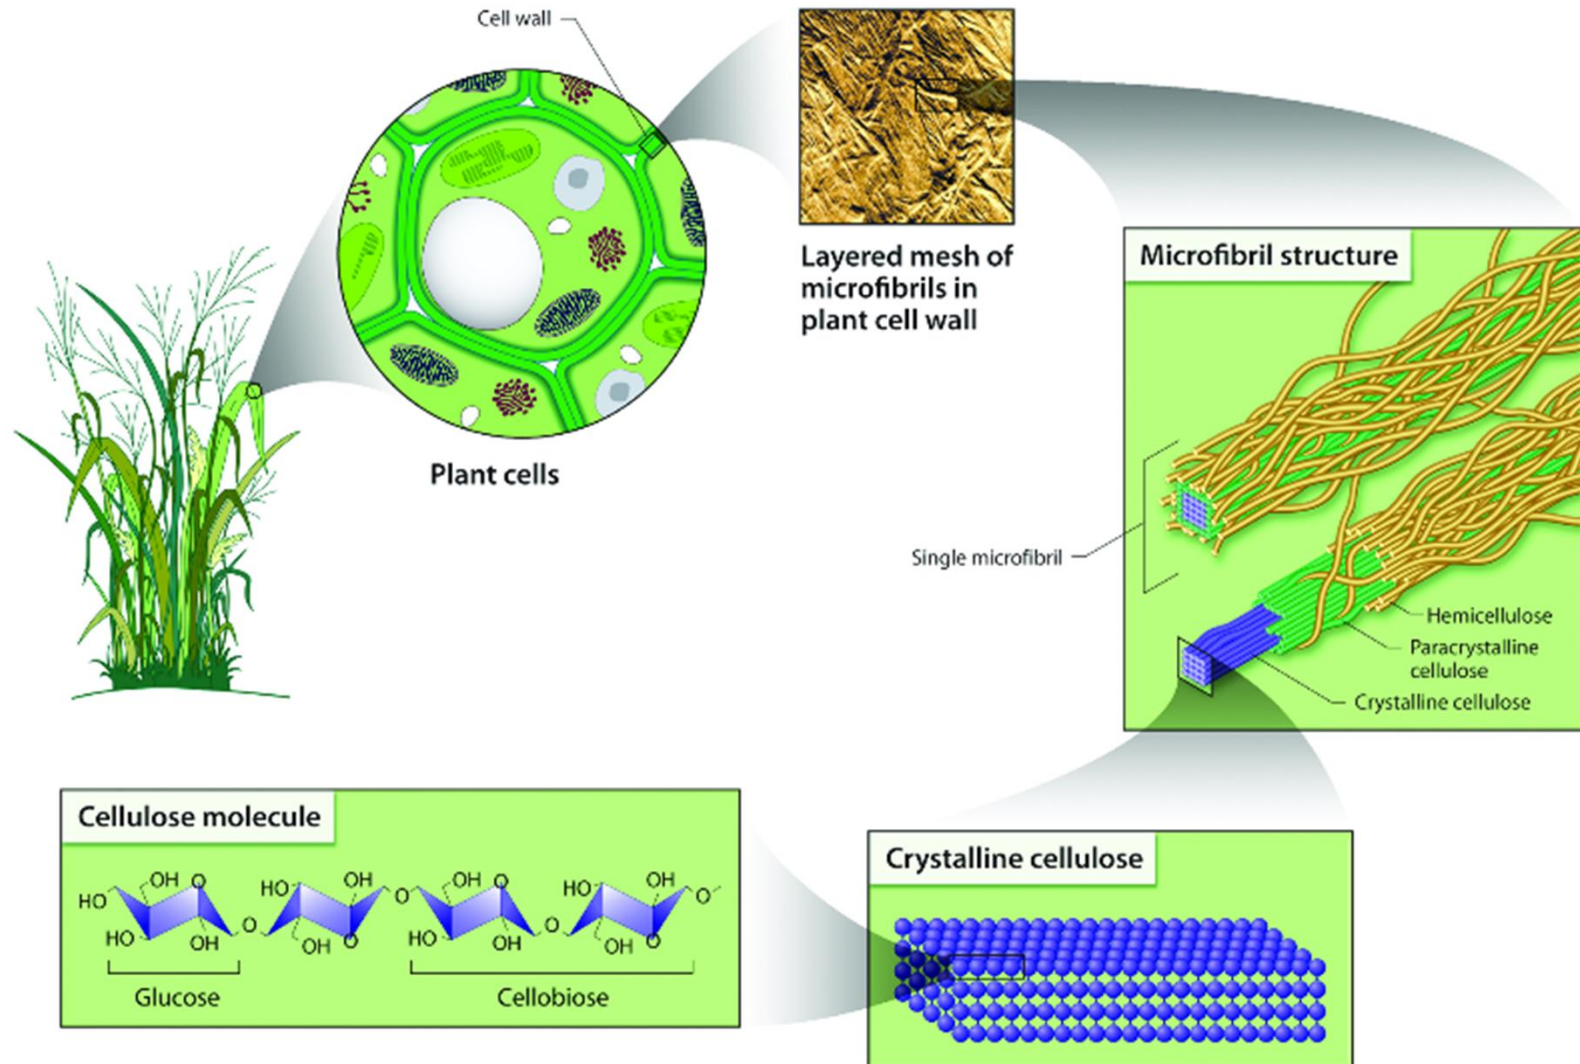 Cell wall
Plant cells
Layered mesh of
microfibrils in
plant cell wall
Microfibril structure
Single microfibril
Hemicellulose
Paracrystalline
cellulose
Crystalline cellulose
Cellulose molecule
OH O HO OH OH O HO OH
HO O O
HO OH O OH O HO OH O OH O
Glucose
Cellobiose
Crystalline cellulose